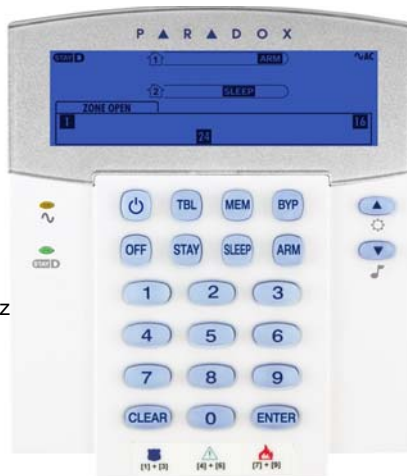 PARADOX
STAY D 1 ARM AC
2 SLEEP
ZONE OPEN
1 16
24
TBL MEM BYP
OFF STAY SLEEP ARM
STAY D
1 2 3
z
4 5 6
7 8 9
CLEAR 0 ENTER
[1] + [3] [4] + [6] [7] + [9]